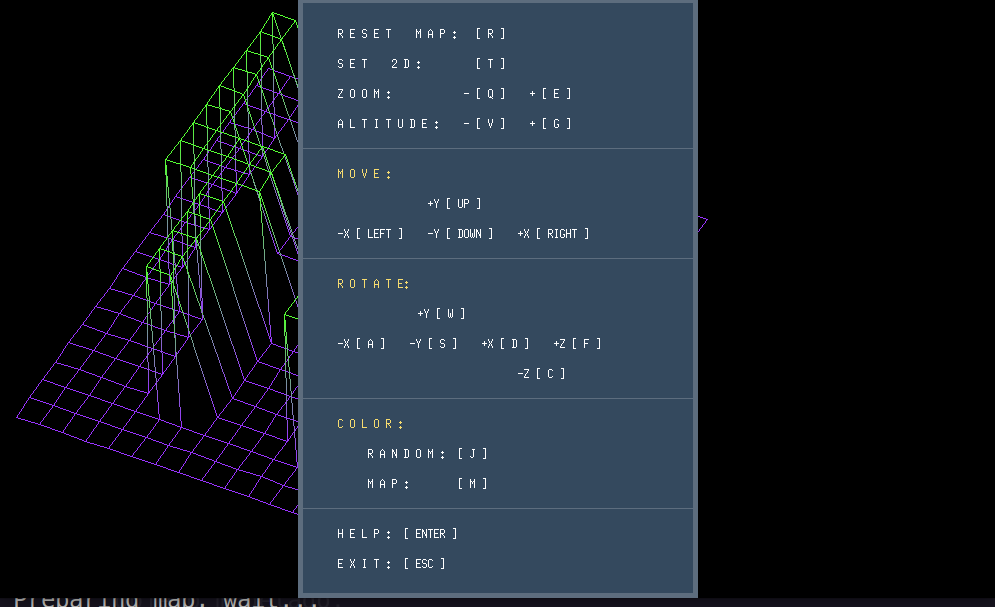 RESET MAP: [R]
SET 2D: [T]
ZOOM: -[Q] +[E]
ALTITUDE: -[V] +[G]
MOVE:
+Y [ UP ]
-X [ LEFT ] -Y [ DOWN ] +X [ RIGHT ]
ROTATE:
+Y [ W ]
-X [ A ] -Y [ S ] +X [ D ] +Z [ F ]
-Z [ C ]
COLOR:
RANDOM: [J]
MAP: [M]
HELP: [ ENTER ]
EXIT: [ ESC ]
Preparing map. wait...